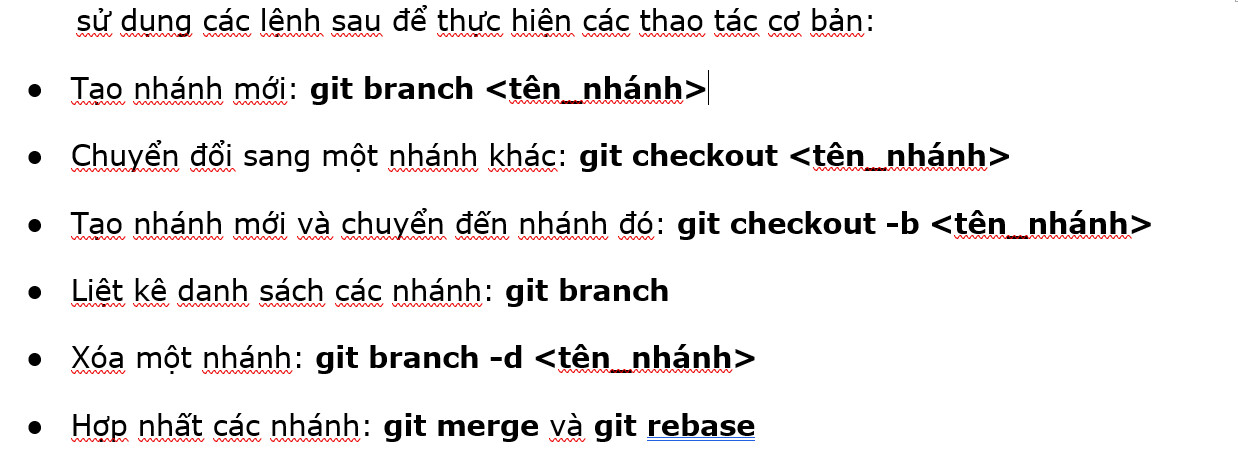 sử dụng các lệnh sau để thực hiện các thao tác cơ bản:
● Tạo nhánh mới: git branch <tên_nhánh>
● Chuyển đổi sang một nhánh khác: git checkout <tên_nhánh>
● Tạo nhánh mới và chuyển đến nhánh đó: git checkout –b <tên_nhánh>
● Liệt kê danh sách các nhánh: git branch
● Xóa một nhánh: git branch –d <tên_nhánh>
● Hợp nhất các nhánh: git merge và git rebase